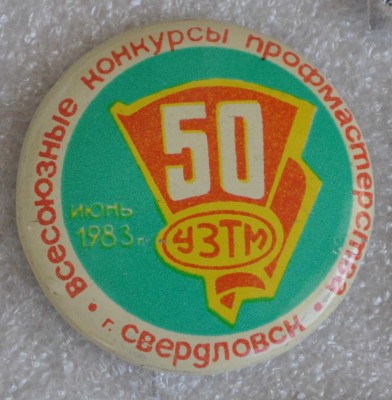 ВСЕСОЮЗНЫЕ КОНКУРСЫ ПРОФМАСТЕРСТВА
50
ИЮНЬ
1983 г.
УЗТМ
• г. СВЕРДЛОВСК •